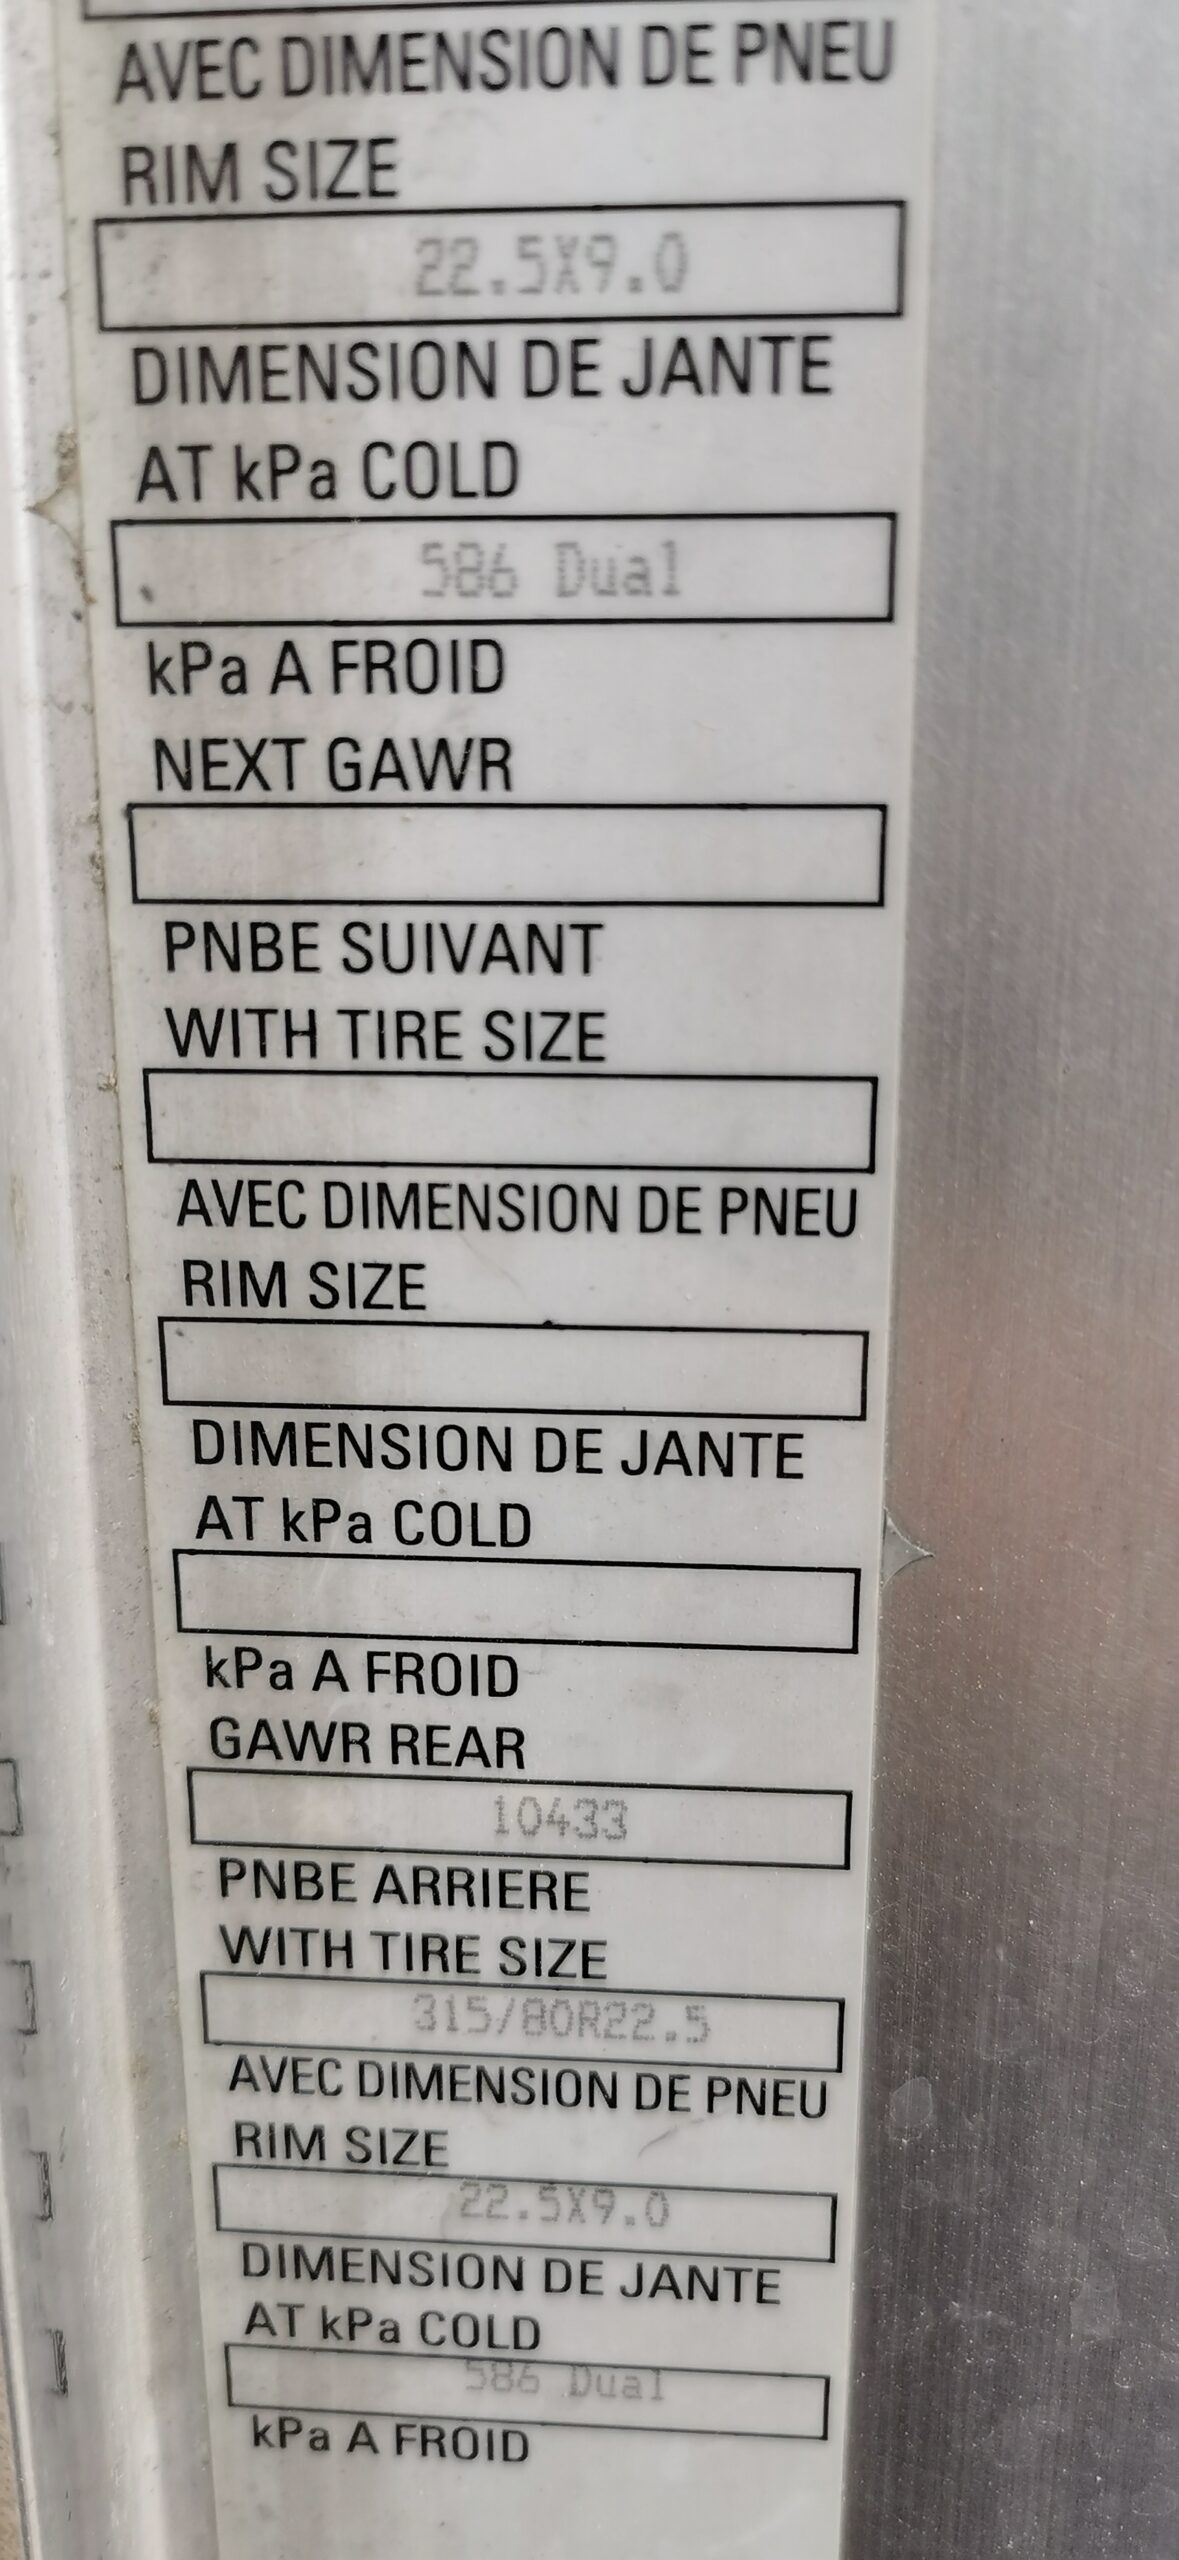 AVEC DIMENSION DE PNEU
RIM SIZE
22.5X9.0
DIMENSION DE JANTE
AT kPa COLD
586 Dual
kPa A FROID
NEXT GAWR
PNBE SUIVANT
WITH TIRE SIZE
AVEC DIMENSION DE PNEU
RIM SIZE
DIMENSION DE JANTE
AT kPa COLD
kPa A FROID
GAWR REAR
10433
PNBE ARRIERE
WITH TIRE SIZE
315/80R22.5
AVEC DIMENSION DE PNEU
RIM SIZE
22.5X9.0
DIMENSION DE JANTE
AT kPa COLD
586 Dual
kPa A FROID